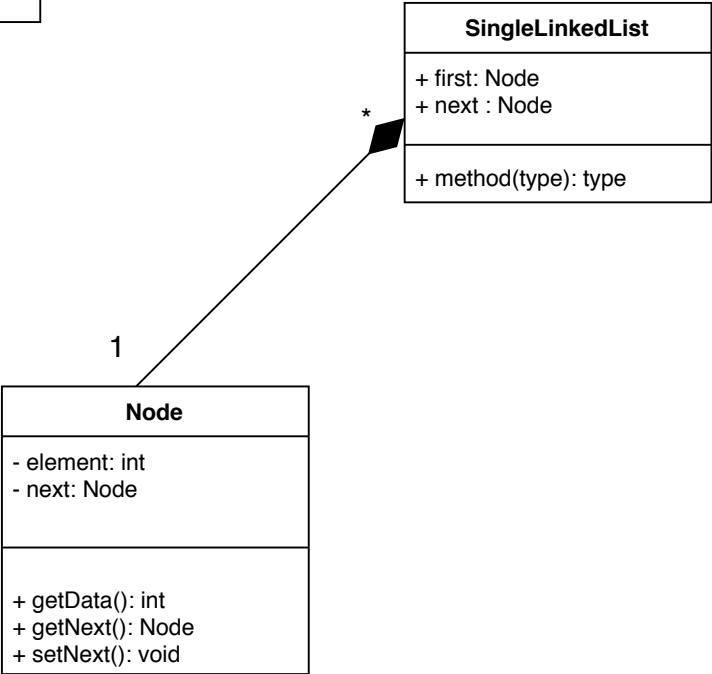 SingleLinkedList
+ first: Node
+ next : Node
+ method(type): type
*
1
Node
- element: int
- next: Node
+ getData(): int
+ getNext(): Node
+ setNext(): void